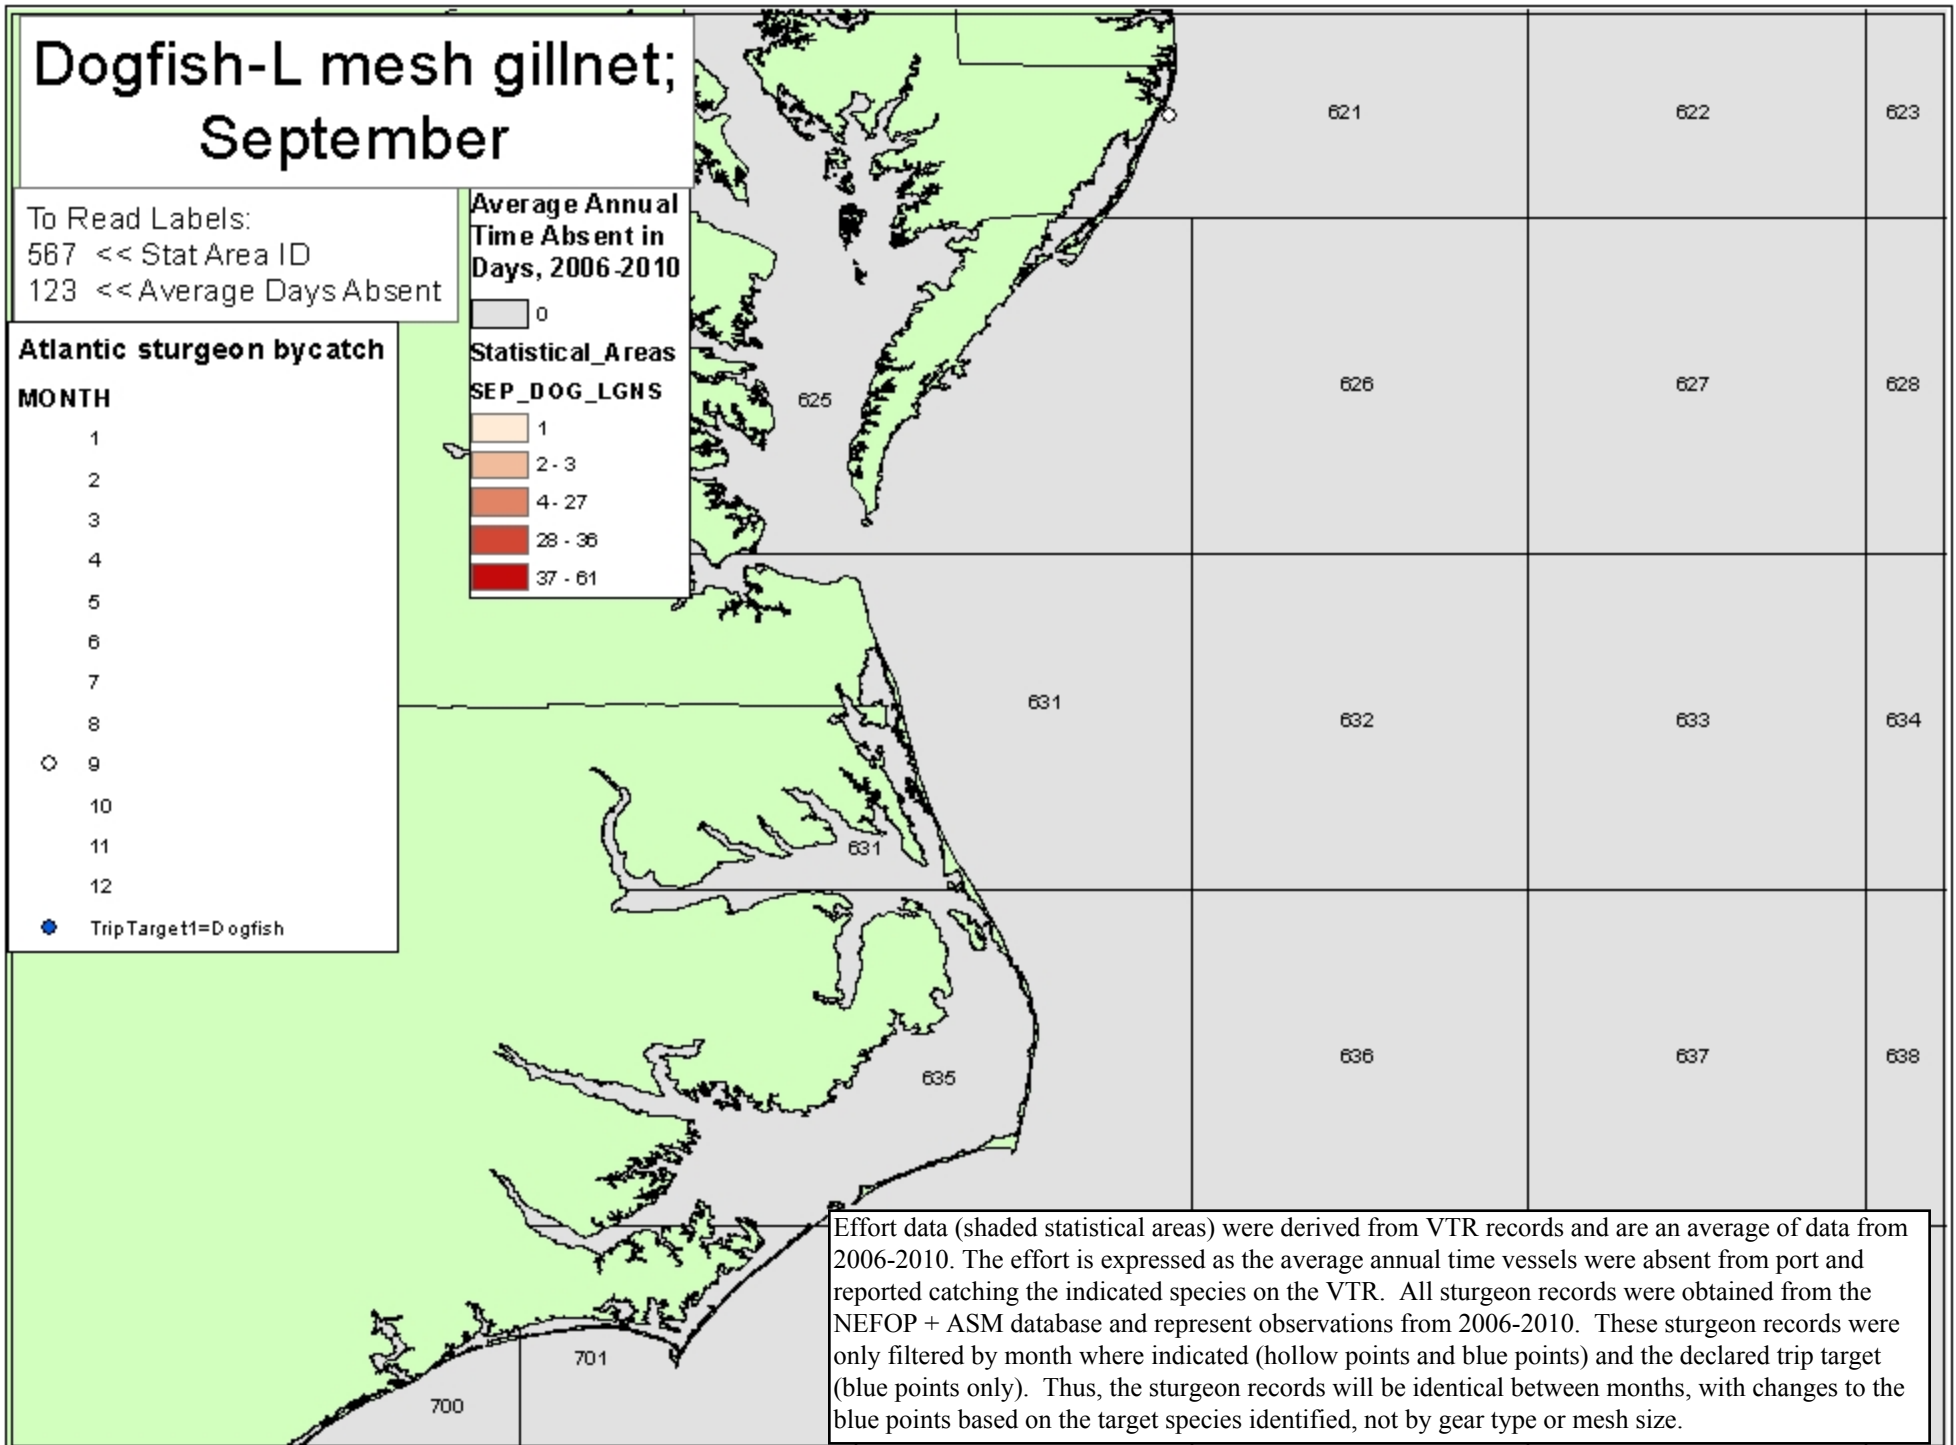 Dogfish-L mesh gillnet;
September
To Read Labels:
567 << Stat Area ID
123 << Average Days Absent
Average Annual
Time Absent in
Days, 2006-2010
0
Statistical_Areas
SEP_DOG_LGNS
1
2 - 3
4 - 27
28 - 36
37 - 61
Atlantic sturgeon bycatch
MONTH
1
2
3
4
5
6
7
8
9
10
11
12
TripTarget1=Dogfish
621
622
623
625
626
627
628
631
632
633
634
631
635
636
637
638
701
700
Effort data (shaded statistical areas) were derived from VTR records and are an average of data from
2006-2010. The effort is expressed as the average annual time vessels were absent from port and
reported catching the indicated species on the VTR.  All sturgeon records were obtained from the
NEFOP + ASM database and represent observations from 2006-2010.  These sturgeon records were
only filtered by month where indicated (hollow points and blue points) and the declared trip target
(blue points only).  Thus, the sturgeon records will be identical between months, with changes to the
blue points based on the target species identified, not by gear type or mesh size.